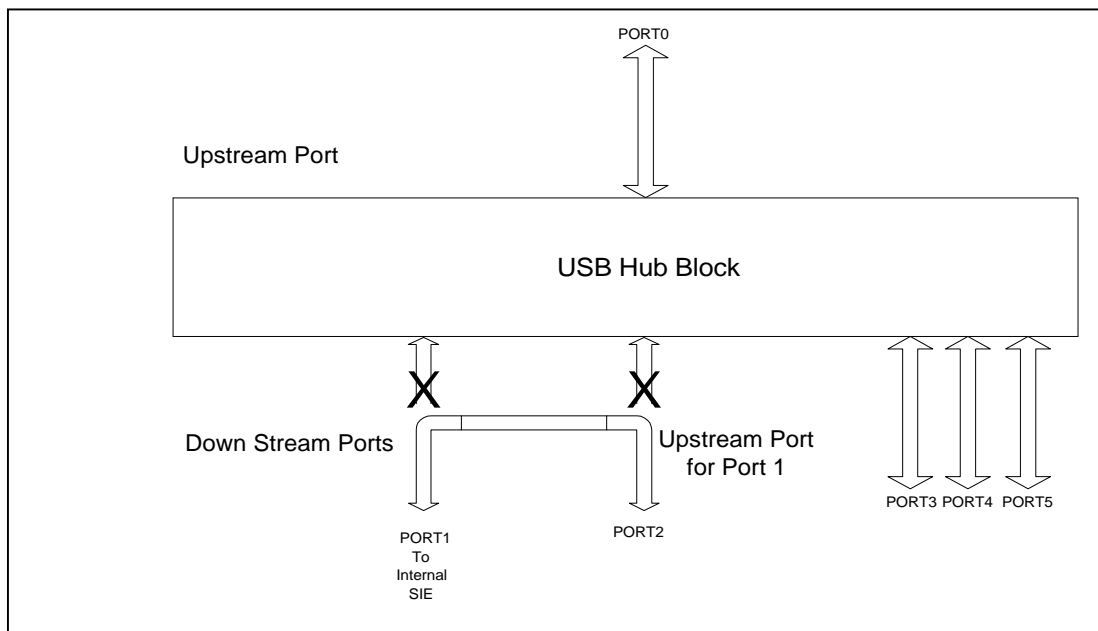 PORT0
Upstream Port
USB Hub Block
X
X
Down Stream Ports
Upstream Port
for Port 1
PORT3
PORT4
PORT5
PORT1
To
Internal
SIE
PORT2